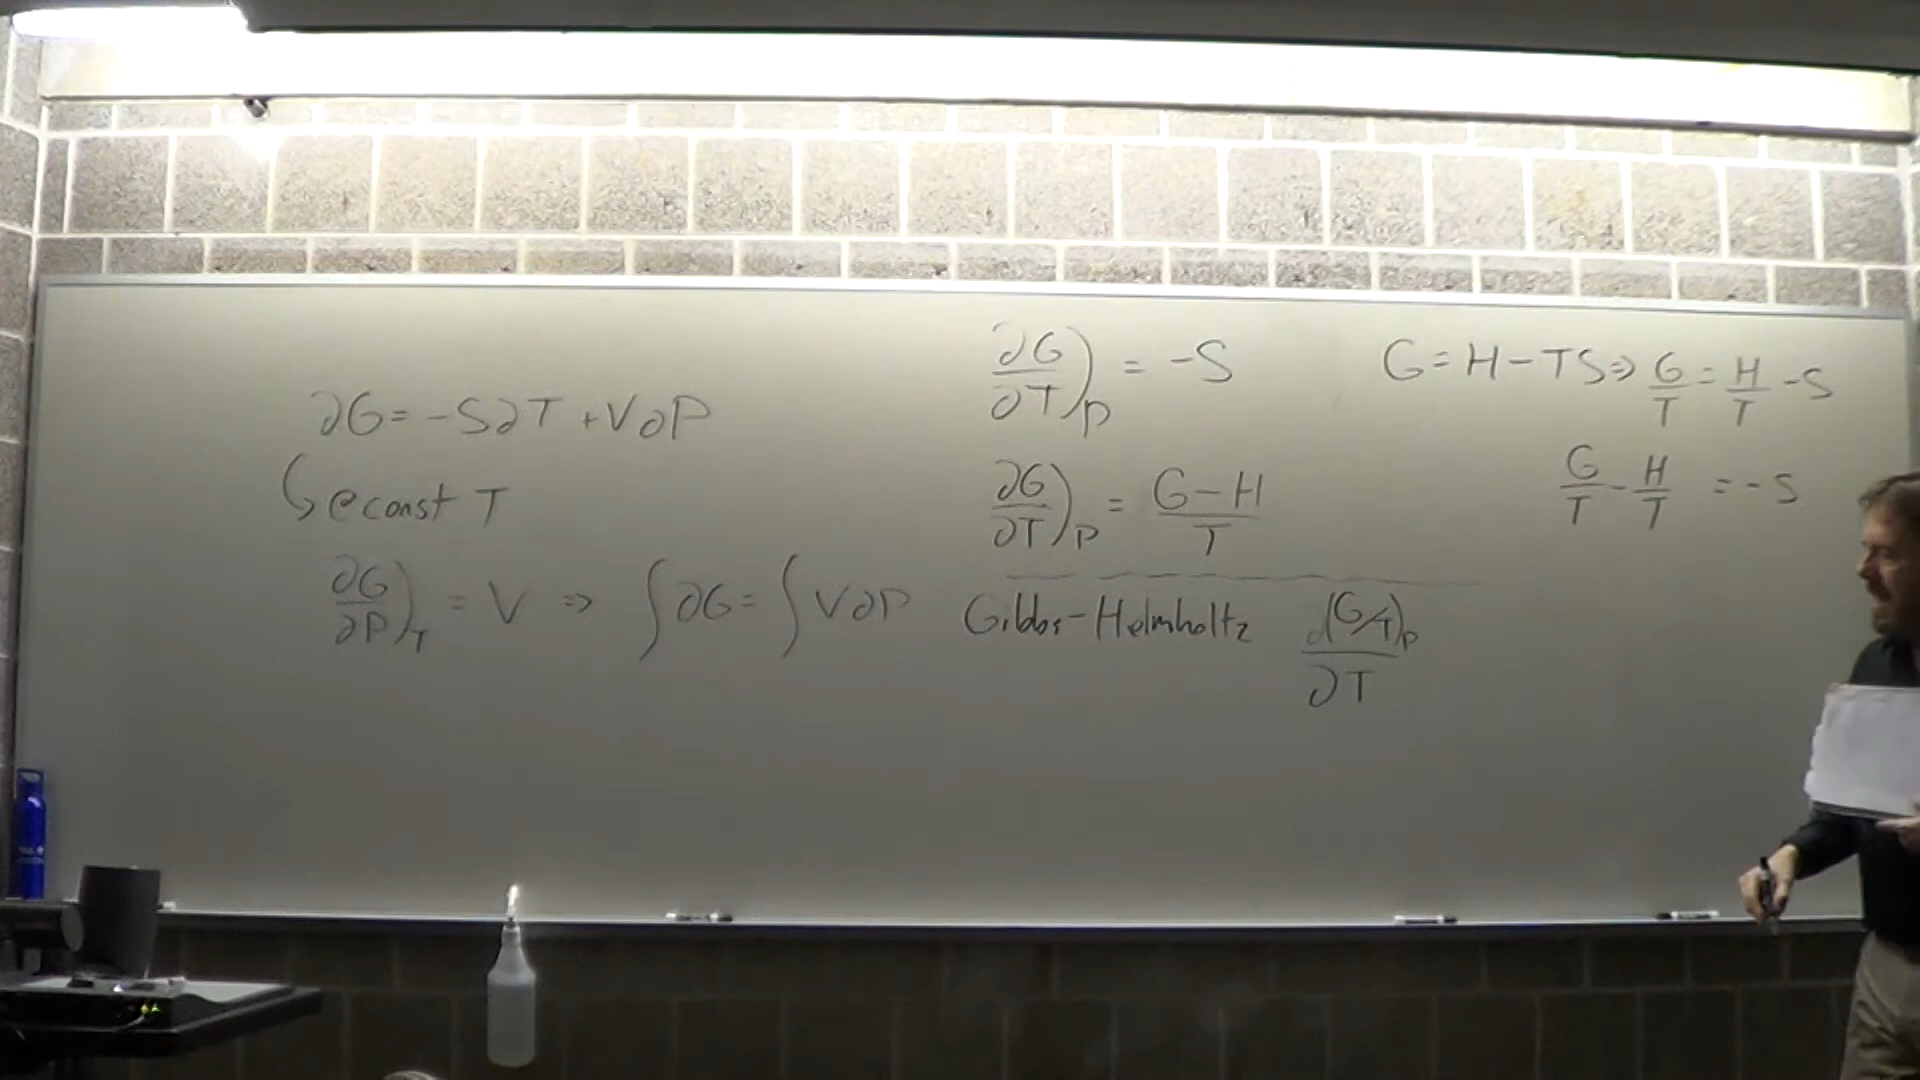 ∂G = -S∂T + V∂P
↳ @ const T
∂G/∂P)_T = V ⇒ ∫∂G = ∫V∂P
∂G/∂T)_P = -S
∂G/∂T)_P = G-H/T
Gibbs-Helmholtz ∂(G/T)_P/∂T
G = H - TS ⇒ G/T = H/T - S
G/T - H/T = -S